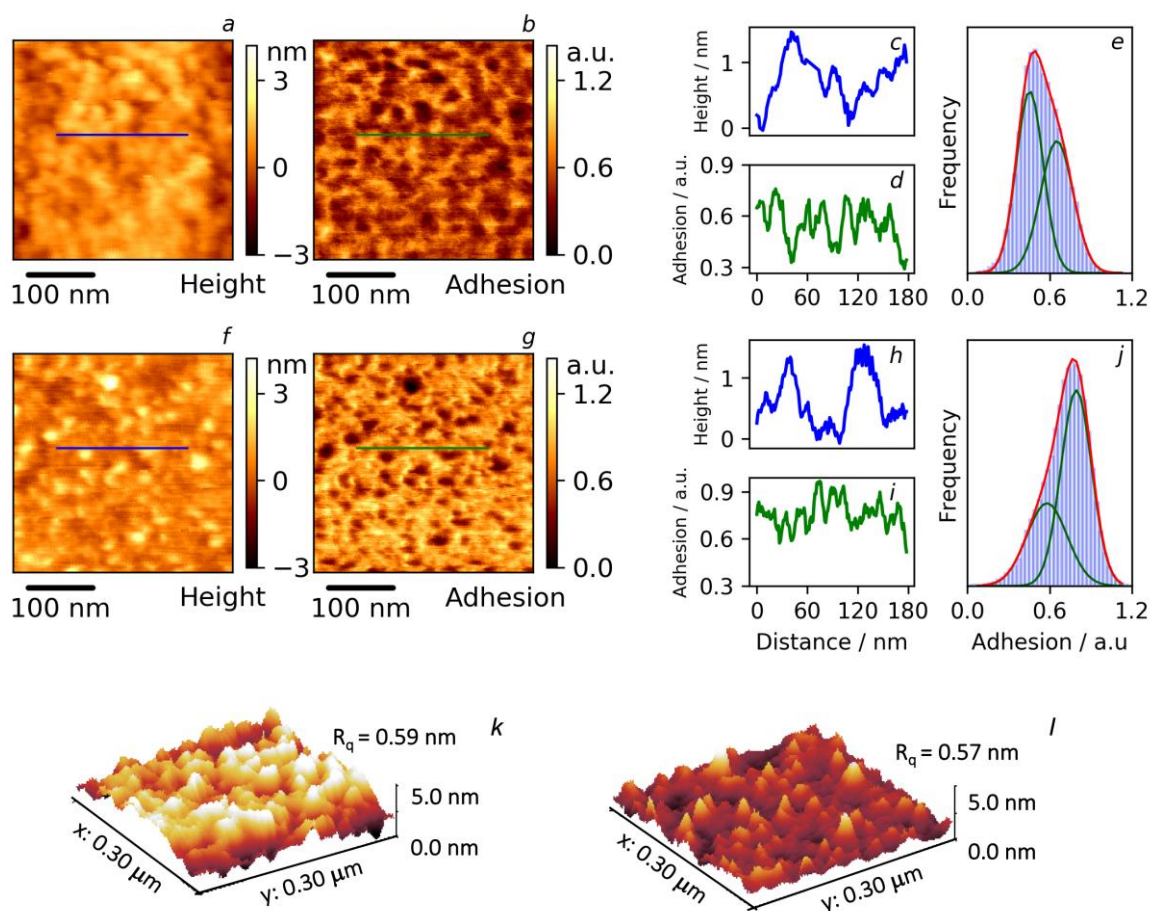 a
nm
3
0
−3
100 nm
Height
b
a.u.
1.2
0.6
0.0
Adhesion
c
Height / nm
1
0
d
Adhesion / a.u.
0.9
0.6
0.3
0 60 120 180
e
Frequency
0.0 0.6 1.2
f
nm
3
0
−3
100 nm
Height
g
a.u.
1.2
0.6
0.0
100 nm
Adhesion
h
Height / nm
1
0
i
Adhesion / a.u.
0.9
0.6
0.3
0 60 120 180
Distance / nm
j
Frequency
0.0 0.6 1.2
Adhesion / a.u
100 nm
k
Rq = 0.59 nm
5.0 nm
0.0 nm
x: 0.30 μm
y: 0.30 μm
l
Rq = 0.57 nm
5.0 nm
0.0 nm
x: 0.30 μm
y: 0.30 μm